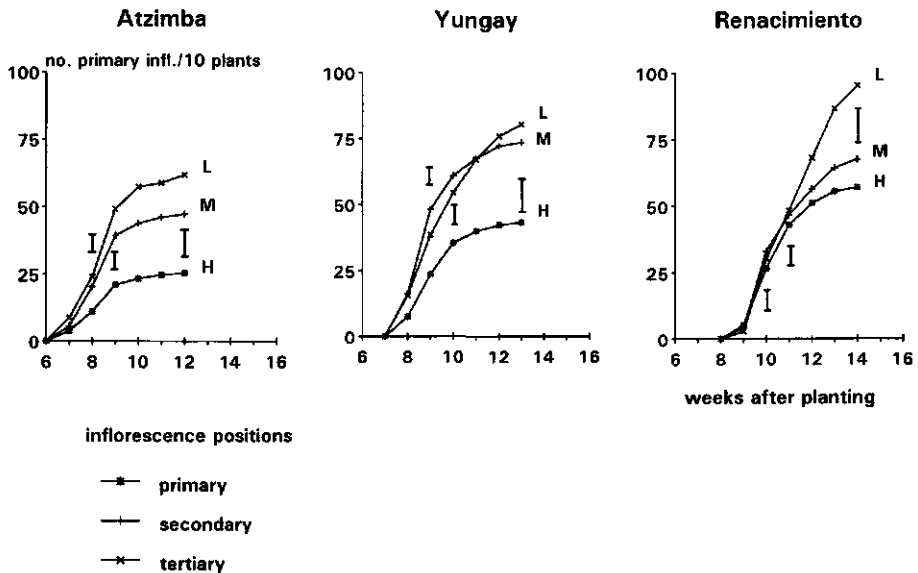 Atzimba
Yungay
Renacimiento
no. primary infl./10 plants
100
75
50
25
0
L
M
H
6 8 10 12 14 16
100
75
50
25
0
L
M
H
6 8 10 12 14 16
100
75
50
25
0
L
M
H
6 8 10 12 14 16
weeks after planting
inflorescence positions
primary
secondary
tertiary